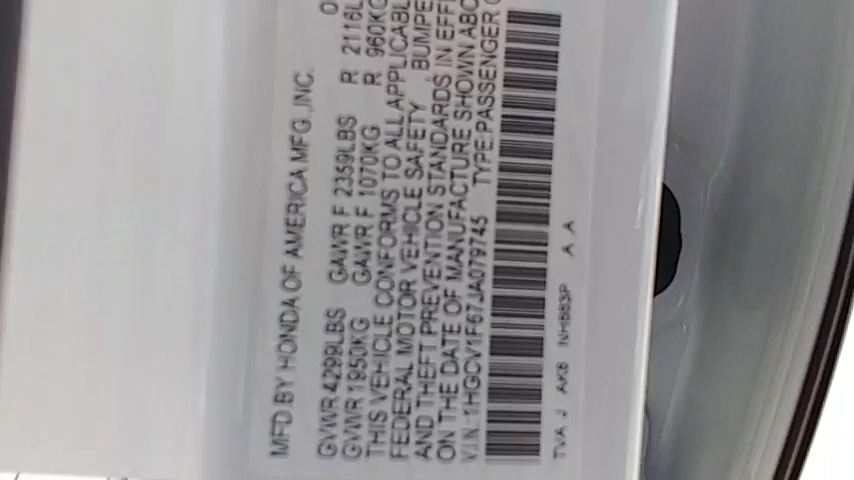 MFD BY HONDA OF AMERICA MFG.,INC. 0
GVWR 4299LBS GAWR F 2359LBS R 2116L
GVWR 1950KG GAWR F 1070KG R 960KG
THIS VEHICLE CONFORMS TO ALL APPLICABL
FEDERAL MOTOR VEHICLE SAFETY, BUMPE
AND THEFT PREVENTION STANDARDS IN EFF
ON THE DATE OF MANUFACTURE SHOWN ABO
V.I.N.: 1HGCV1F67JA079745 TYPE:PASSENGER
TVA J AK8 NH883P A A